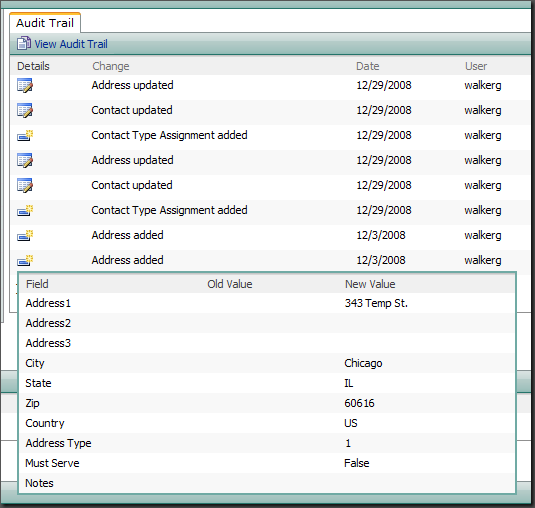 Audit Trail
View Audit Trail
Details Change Date User
Address updated 12/29/2008 walkerg
Contact updated 12/29/2008 walkerg
Contact Type Assignment added 12/29/2008 walkerg
Address updated 12/29/2008 walkerg
Contact updated 12/29/2008 walkerg
Contact Type Assignment added 12/29/2008 walkerg
Address added 12/3/2008 walkerg
Address added 12/3/2008 walkerg
Field Old Value New Value
Address1 343 Temp St.
Address2
Address3
City Chicago
State IL
Zip 60616
Country US
Address Type 1
Must Serve False
Notes